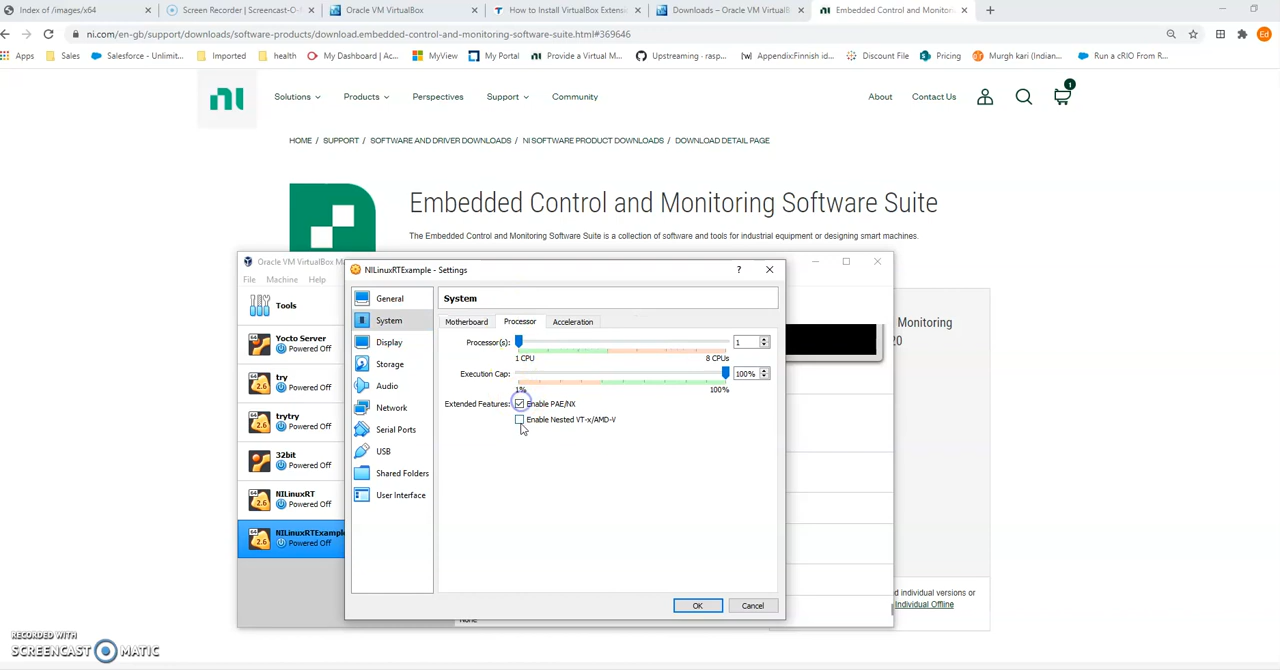 Index of /images/x64
Screen Recorder | Screencast-O-
Oracle VM VirtualBox
How to Install VirtualBox Extensi
Downloads – Oracle VM VirtualB
Embedded Control and Monitorin
ni.com/en-gb/support/downloads/software-products/download.embedded-control-and-monitoring-software-suite.html#369646
Ed
Apps
Sales
Salesforce - Unlimit...
Imported
health
My Dashboard | Ac...
MyView
My Portal
Provide a Virtual M...
Upstreaming · rasp...
Appendix:Finnish id...
Discount File
Pricing
Murgh kari (Indian...
Run a cRIO From R...
ni
Solutions
Products
Perspectives
Support
Community
About
Contact Us
1
HOME / SUPPORT / SOFTWARE AND DRIVER DOWNLOADS / NI SOFTWARE PRODUCT DOWNLOADS / DOWNLOAD DETAIL PAGE
Embedded Control and Monitoring Software Suite
The Embedded Control and Monitoring Software Suite is a collection of software and tools for industrial equipment or designing smart machines.
Oracle VM VirtualBox M
File Machine Help
Tools
Yocto Server
Powered Off
try
Powered Off
trytry
Powered Off
32bit
Powered Off
NILinuxRT
Powered Off
NILinuxRTExample
Powered Off
NILinuxRTExample - Settings
?
General
System
Display
Storage
Audio
Network
Serial Ports
USB
Shared Folders
User Interface
System
Motherboard
Processor
Acceleration
Processor(s):
1
1 CPU
8 CPUs
Execution Cap:
100%
1%
100%
Extended Features:
Enable PAE/NX
Enable Nested VT-x/AMD-V
OK
Cancel
Monitoring
20
d individual versions or
Individual Offline
None
RECORDED WITH
SCREENCAST MATIC